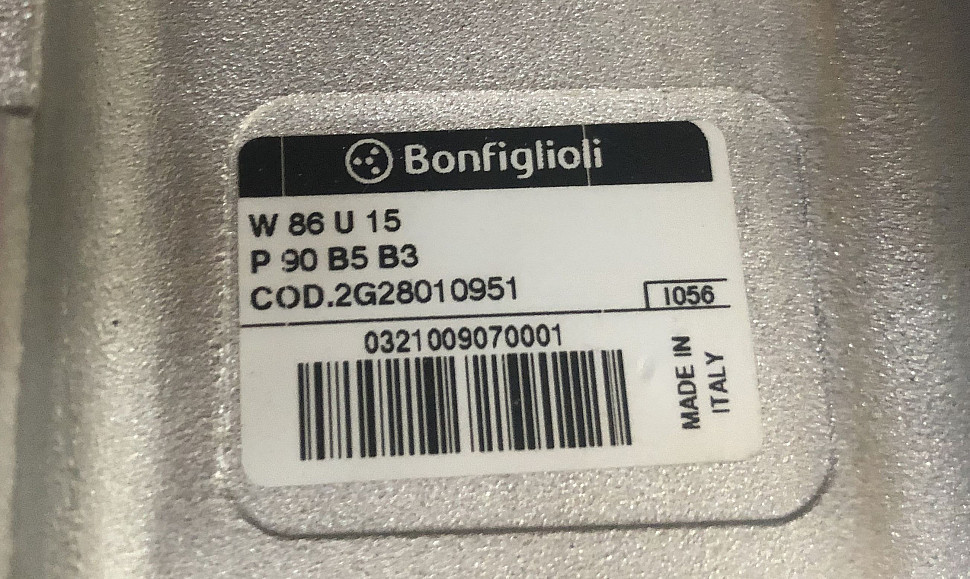 Bonfiglioli
W 86 U 15
P 90 B5 B3
COD.2G28010951
1056
0321009070001
MADE IN
ITALY